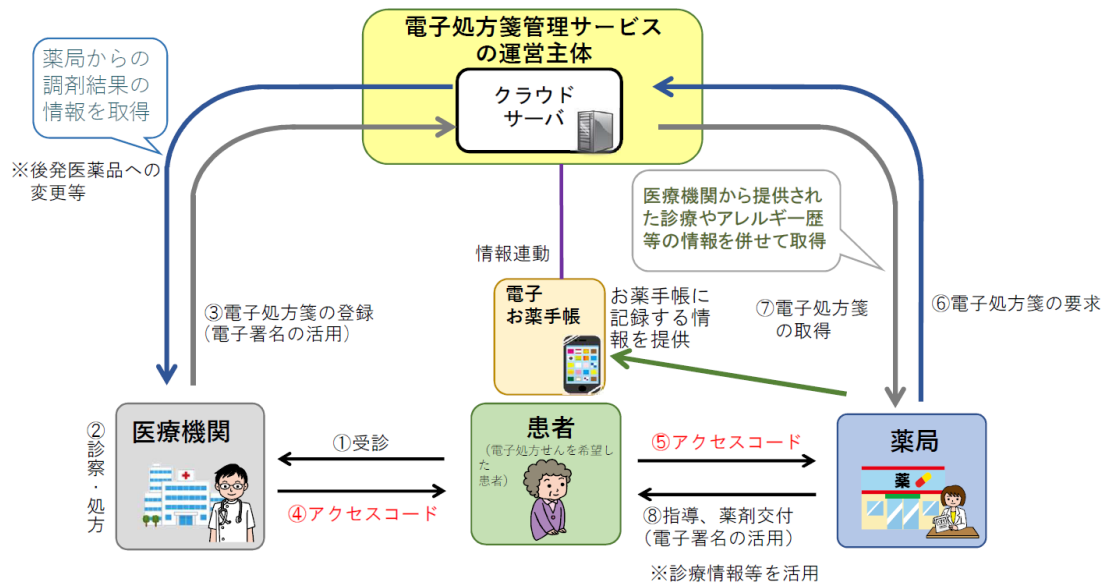 電子処方箋管理サービス
の運営主体
クラウド
サーバ
薬局からの
調剤結果の
情報を取得
※後発医薬品への
変更等
医療機関から提供され
た診療やアレルギー歴
等の情報を併せて取得
情報連動
③電子処方箋の登録
(電子署名の活用)
電子
お薬手帳
お薬手帳に
記録する情
報を提供
⑦電子処方箋
の取得
⑥電子処方箋の要求
②診察・処方
医療機関
①受診
④アクセスコード
患者
(電子処方せんを希望し
た
患者)
⑤アクセスコード
⑧指導、薬剤交付
(電子署名の活用)
※診療情報等を活用
薬局
薬